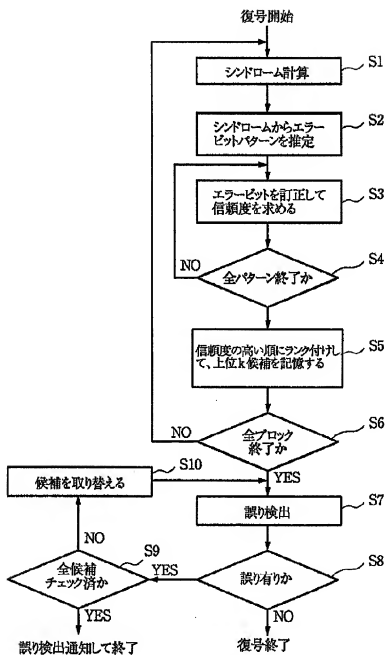 復号開始
S1
シンドローム計算
S2
シンドロームからエラー
ビットパターンを推定
S3
エラービットを訂正して
信頼度を求める
S4
NO
全パターン終了か
S5
信頼度の高い順にランク付けし
て、上位k候補を記憶する
S6
NO
全ブロック
終了か
YES
S10
候補を取り替える
S7
誤り検出
NO
S9
全候補
チェック済か
YES
S8
誤り有りか
YES
NO
誤り検出通知して終了
復号終了